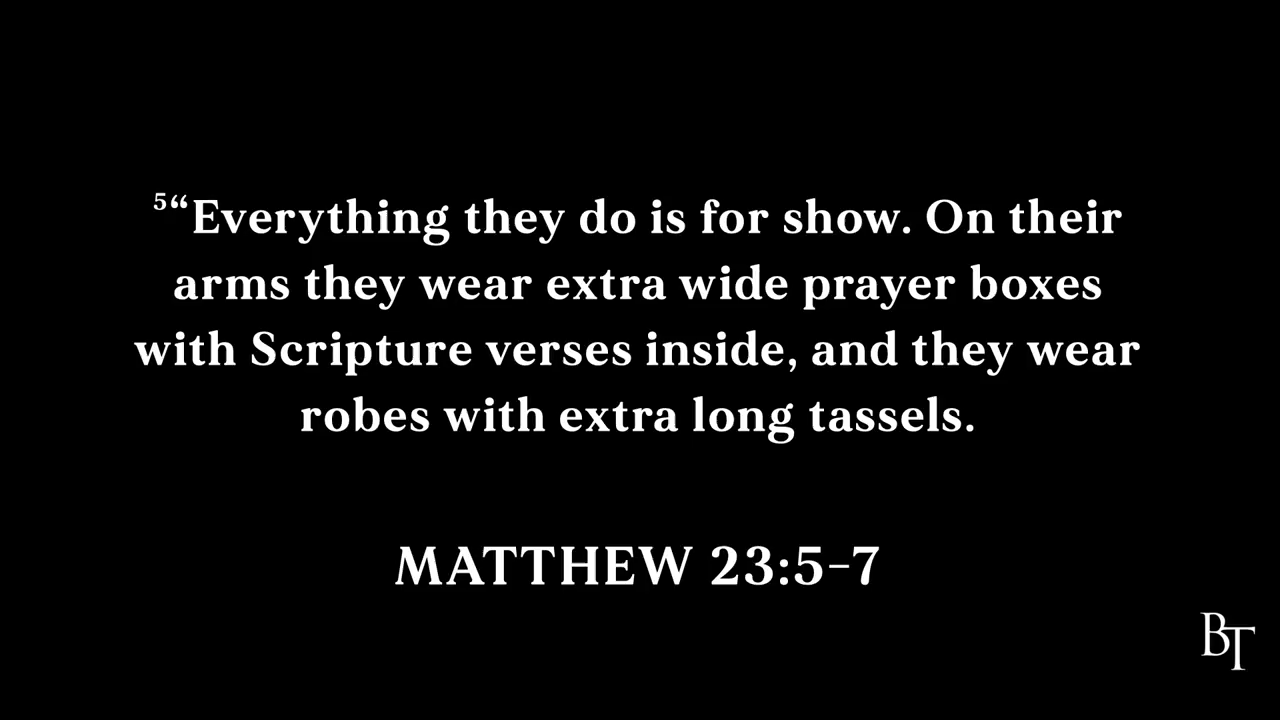 ⁵“Everything they do is for show. On their
arms they wear extra wide prayer boxes
with Scripture verses inside, and they wear
robes with extra long tassels.
MATTHEW 23:5-7
BT